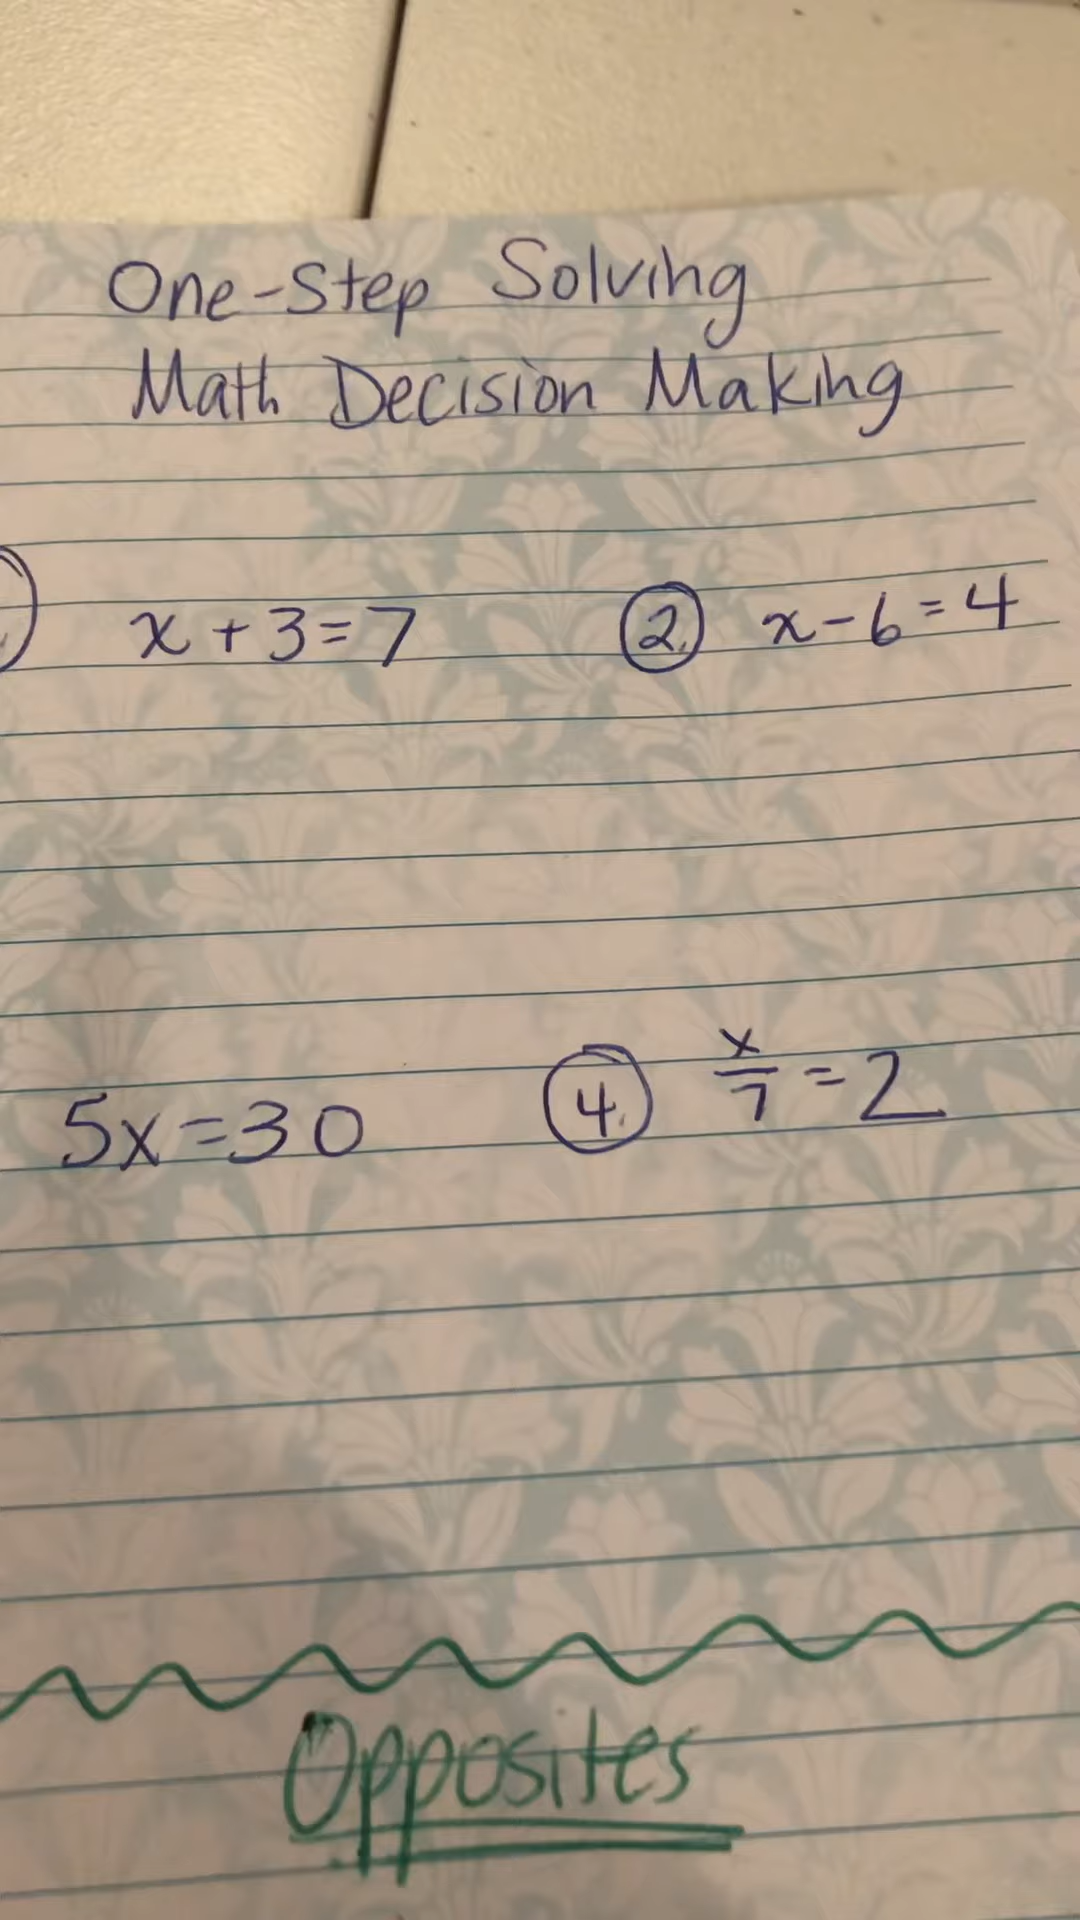 One-Step Solving
Math Decision Making
x + 3 = 7
2. x - 6 = 4
5x = 30
4. x/7 = 2
Opposites